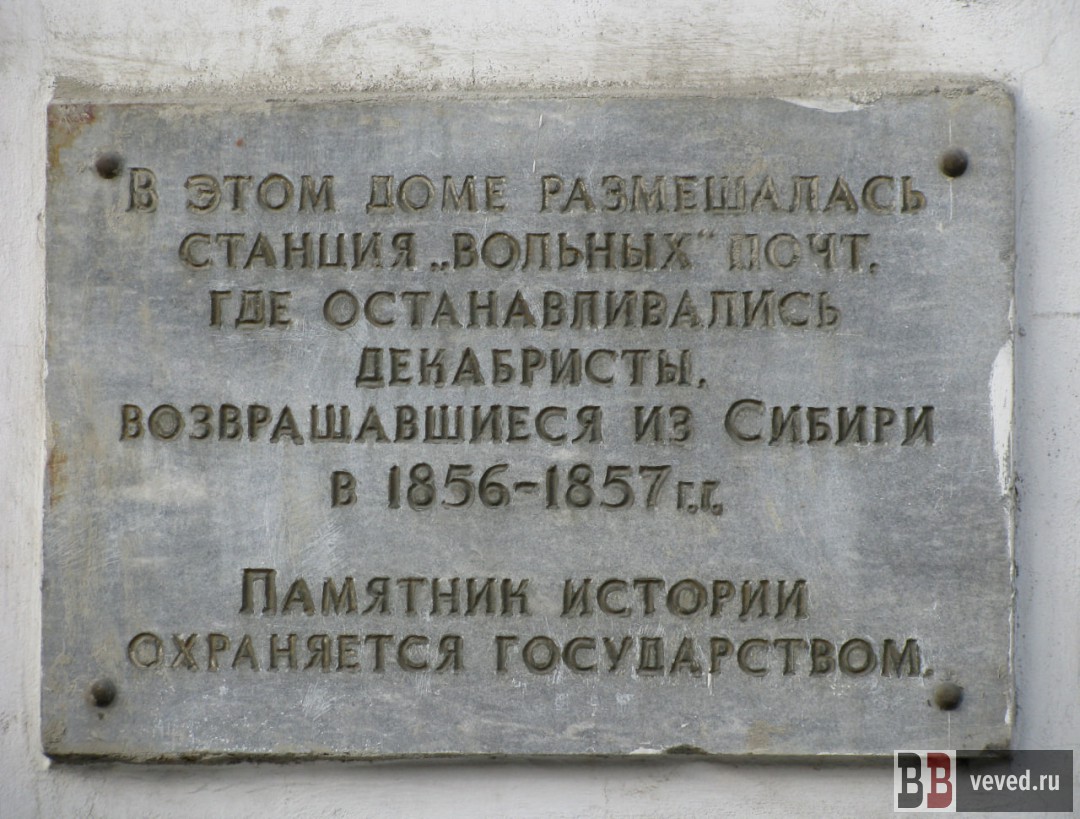 В ЭТОМ ДОМЕ РАЗМЕЩАЛАСЬ
СТАНЦИЯ „ВОЛЬНЫХ“ ПОЧТ,
ГДЕ ОСТАНАВЛИВАЛИСЬ
ДЕКАБРИСТЫ,
ВОЗВРАЩАВШИЕСЯ ИЗ СИБИРИ
В 1856-1857 г.г.
ПАМЯТНИК ИСТОРИИ
ОХРАНЯЕТСЯ ГОСУДАРСТВОМ.
BB veved.ru